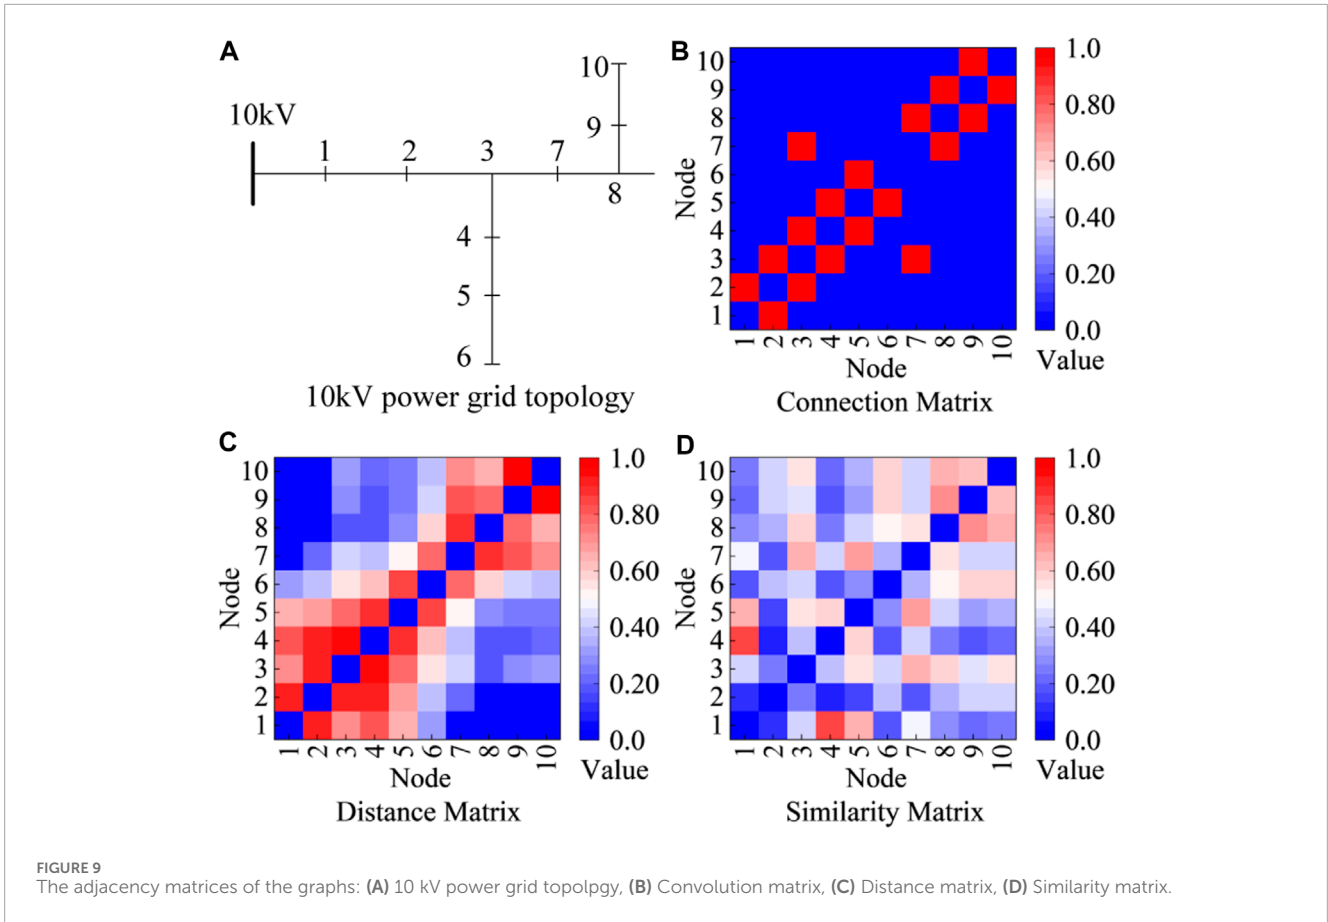 A
10kV
1
2
3
7
8
9
10
4
5
6
10kV power grid topology
B
10
9
8
7
6
5
4
3
2
1
Node
1 2 3 4 5 6 7 8 9 10
Node
Connection Matrix
1.0
0.80
0.60
0.40
0.20
0.0
Value
C
10
9
8
7
6
5
4
3
2
1
Node
1 2 3 4 5 6 7 8 9 10
Node
Distance Matrix
1.0
0.80
0.60
0.40
0.20
0.0
Value
D
10
9
8
7
6
5
4
3
2
1
Node
1 2 3 4 5 6 7 8 9 10
Node
Similarity Matrix
1.0
0.80
0.60
0.40
0.20
0.0
Value
FIGURE 9
The adjacency matrices of the graphs: (A) 10 kV power grid topolpgy, (B) Convolution matrix, (C) Distance matrix, (D) Similarity matrix.